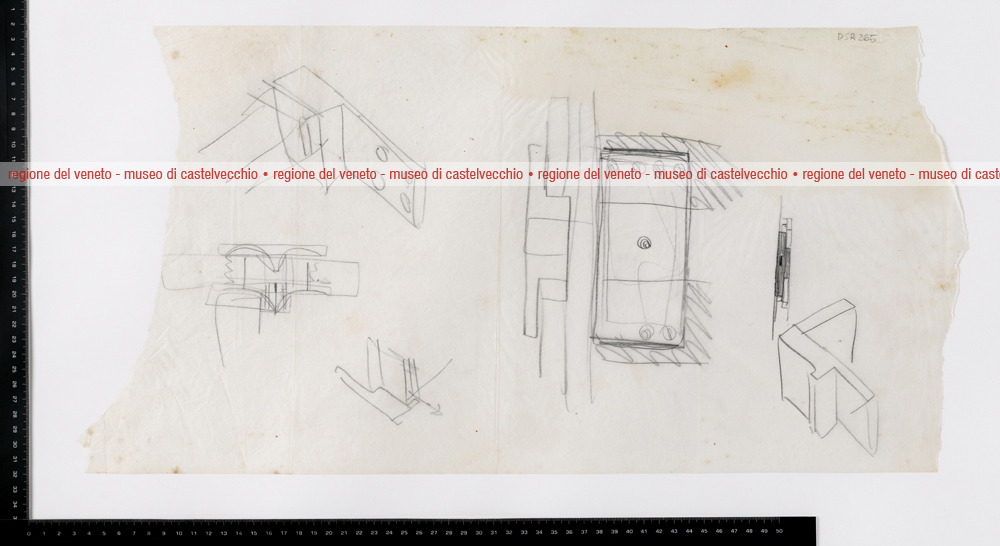 DSR 265
regione del veneto - museo di castelvecchio • regione del veneto - museo di castelvecchio • regione del veneto - museo di castelvecchio • regione del veneto - museo di cast
0 1 2 3 4 5 6 7 8 9 10 11 12 13 14 15 16 17 18 19 20 21 22 23 24 25 26 27 28 29 30 31 32 33 34 35 36 37 38 39 40 41 42 43 44 45 46 47 48 49 50